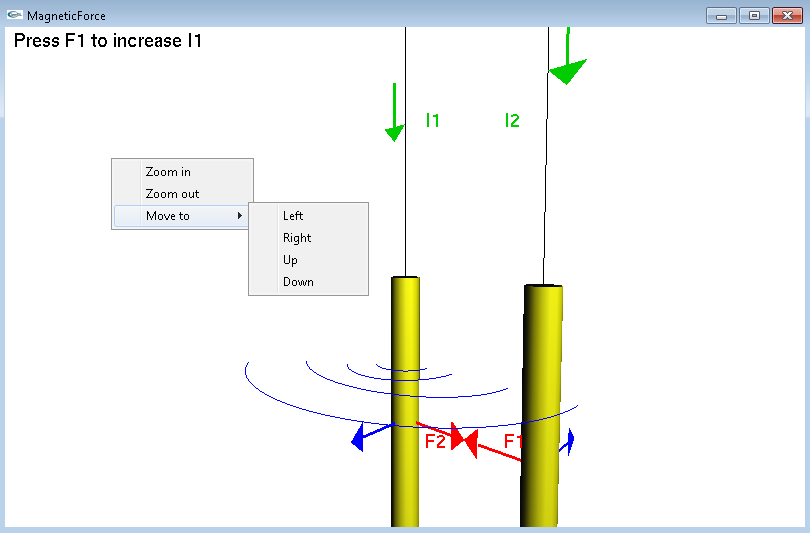 MagneticForce
Press F1 to increase I1
I1
I2
Zoom in
Zoom out
Move to
Left
Right
Up
Down
F2
F1